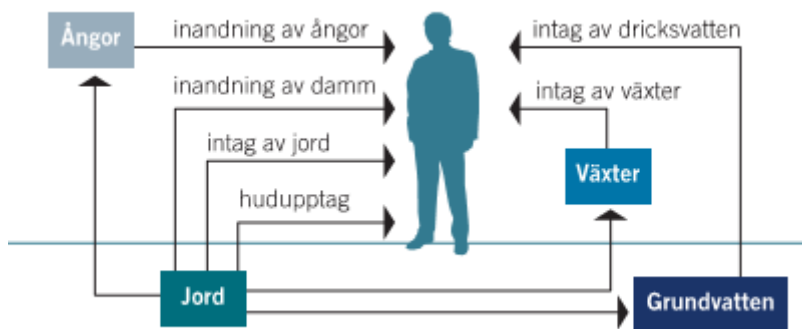 Ångor
inandning av ångor
intag av dricksvatten
inandning av damm
intag av växter
intag av jord
Växter
hudupptag
Jord
Grundvatten